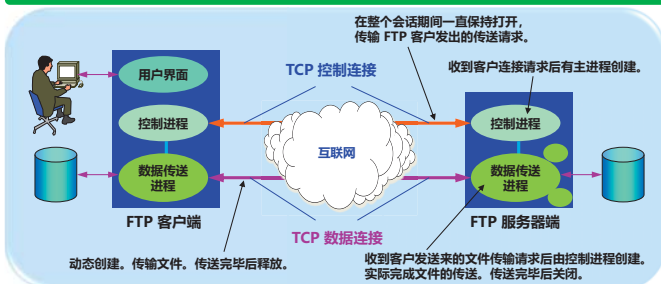 在整个会话期间一直保持打开，
传输 FTP 客户发出的传送请求。
用户界面
TCP 控制连接
收到客户连接请求后有主进程创建。
控制进程
互联网
控制进程
数据传送
进程
数据传送
进程
FTP 客户端
FTP 服务器端
TCP 数据连接
动态创建。传输文件。传送完毕后释放。
收到客户发送来的文件传输请求后由控制进程创建。
实际完成文件的传送。传送完毕后关闭。